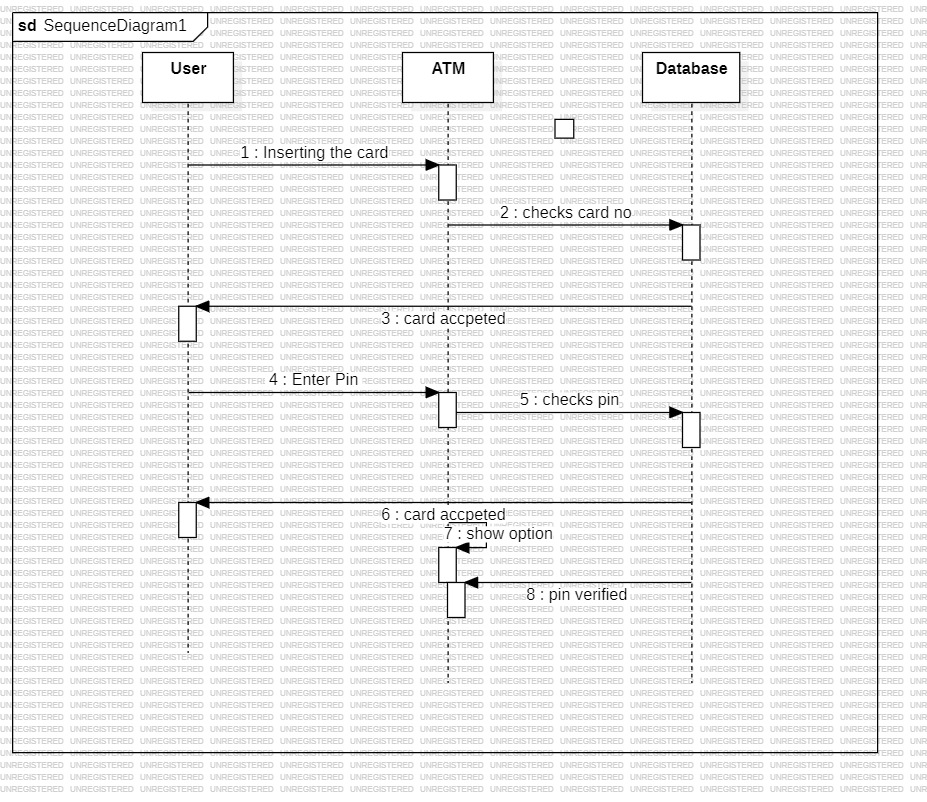 sd SequenceDiagram1
User
ATM
Database
1 : Inserting the card
2 : checks card no
3 : card accpeted
4 : Enter Pin
5 : checks pin
6 : card accpeted
7 : show option
8 : pin verified
UNREGISTERED